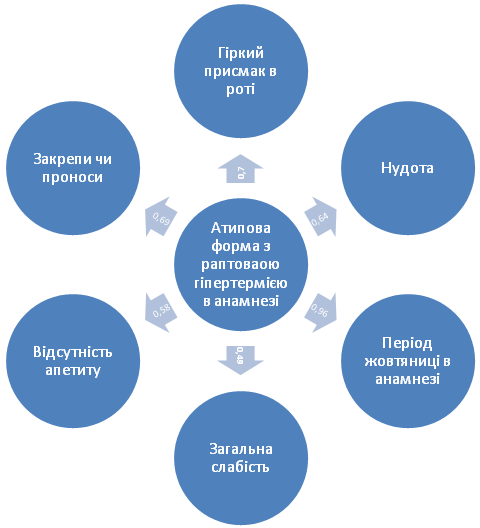 Гіркий
присмак в
роті
Закрепи чи
проноси
Нудота
0,7
0,69
0,64
Атипова
форма з
раптоваою
гіпертермією
в анамнезі
0,58
0,96
0,49
Відсутність
апетиту
Період
жовтяниці в
анамнезі
Загальна
слабість